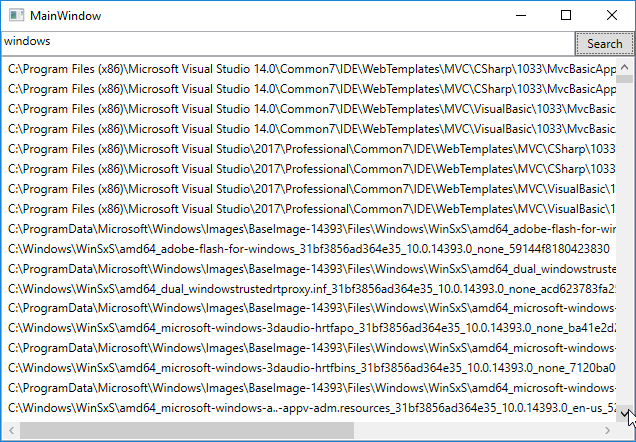 MainWindow
windows
Search
C:\Program Files (x86)\Microsoft Visual Studio 14.0\Common7\IDE\WebTemplates\MVC\CSharp\1033\MvcBasicApp
C:\Program Files (x86)\Microsoft Visual Studio 14.0\Common7\IDE\WebTemplates\MVC\CSharp\1033\MvcBasicApp
C:\Program Files (x86)\Microsoft Visual Studio 14.0\Common7\IDE\WebTemplates\MVC\VisualBasic\1033\MvcBasic
C:\Program Files (x86)\Microsoft Visual Studio 14.0\Common7\IDE\WebTemplates\MVC\VisualBasic\1033\MvcBasic
C:\Program Files (x86)\Microsoft Visual Studio\2017\Professional\Common7\IDE\WebTemplates\MVC\CSharp\1033
C:\Program Files (x86)\Microsoft Visual Studio\2017\Professional\Common7\IDE\WebTemplates\MVC\CSharp\1033
C:\Program Files (x86)\Microsoft Visual Studio\2017\Professional\Common7\IDE\WebTemplates\MVC\VisualBasic\1
C:\Program Files (x86)\Microsoft Visual Studio\2017\Professional\Common7\IDE\WebTemplates\MVC\VisualBasic\1
C:\ProgramData\Microsoft\Windows\Images\BaseImage-14393\Files\Windows\WinSxS\amd64_adobe-flash-for-win
C:\Windows\WinSxS\amd64_adobe-flash-for-windows_31bf3856ad364e35_10.0.14393.0_none_59144f8180423830
C:\ProgramData\Microsoft\Windows\Images\BaseImage-14393\Files\Windows\WinSxS\amd64_dual_windowstruste
C:\Windows\WinSxS\amd64_dual_windowstrustedrtproxy.inf_31bf3856ad364e35_10.0.14393.0_none_acd623783fa25
C:\ProgramData\Microsoft\Windows\Images\BaseImage-14393\Files\Windows\WinSxS\amd64_microsoft-windows-
C:\Windows\WinSxS\amd64_microsoft-windows-3daudio-hrtfapo_31bf3856ad364e35_10.0.14393.0_none_ba41e2d2
C:\ProgramData\Microsoft\Windows\Images\BaseImage-14393\Files\Windows\WinSxS\amd64_microsoft-windows-
C:\Windows\WinSxS\amd64_microsoft-windows-3daudio-hrtfbins_31bf3856ad364e35_10.0.14393.0_none_7120ba0
C:\ProgramData\Microsoft\Windows\Images\BaseImage-14393\Files\Windows\WinSxS\amd64_microsoft-windows-
C:\Windows\WinSxS\amd64_microsoft-windows-a..-appv-adm.resources_31bf3856ad364e35_10.0.14393.0_en-us_52